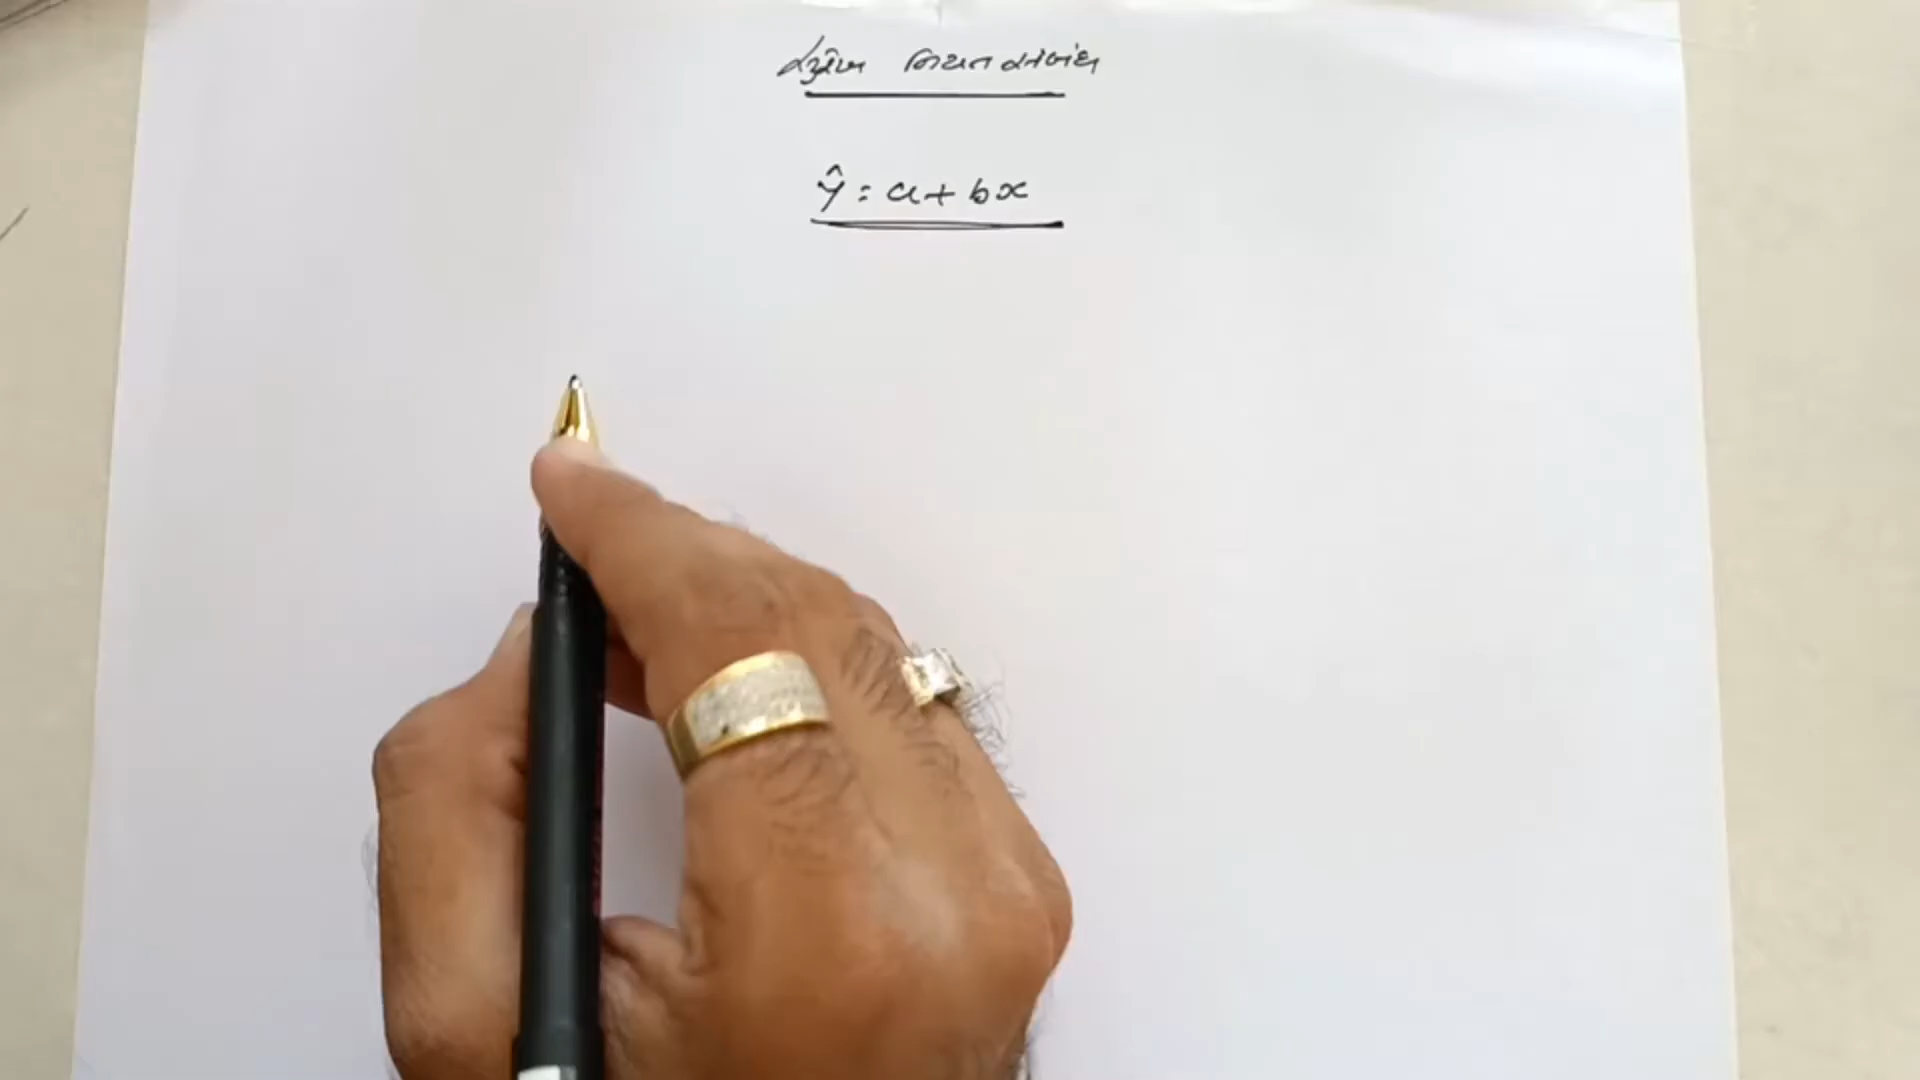 સુરેખ નિયતસંબંધ
ŷ = a + bx